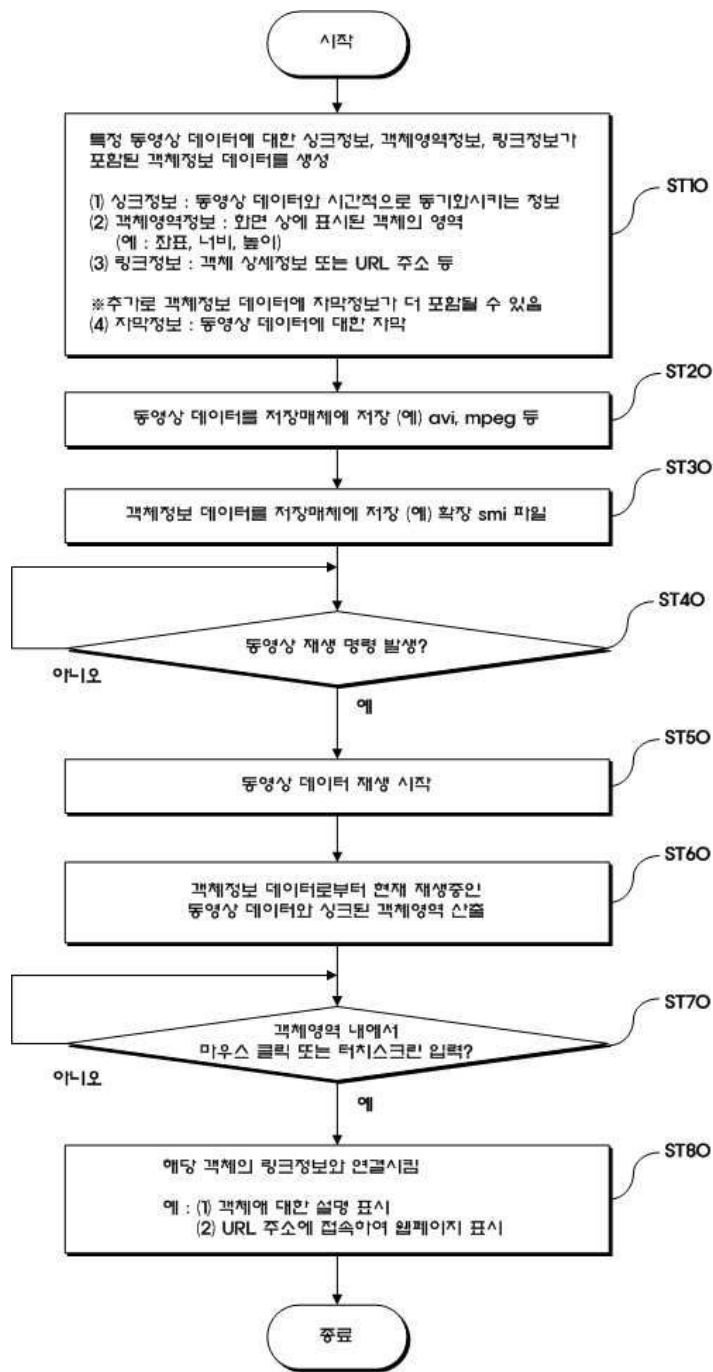 시작
특정 동영상 데이터에 대한 싱크정보, 객체영역정보, 링크정보가
포함된 객체정보 데이터를 생성
(1) 싱크정보 : 동영상 데이터와 시간적으로 동기화시키는 정보
(2) 객체영역정보 : 화면 상에 표시된 객체의 영역
(예 : 좌표, 너비, 높이)
(3) 링크정보 : 객체 상세정보 또는 URL 주소 등
※추가로 객체정보 데이터에 자막정보가 더 포함될 수 있음
(4) 자막정보 : 동영상 데이터에 대한 자막
ST10
동영상 데이터를 저장매체에 저장 (예) avi, mpeg 등
ST20
객체정보 데이터를 저장매체에 저장 (예) 확장 smi 파일
ST30
동영상 재생 명령 발생?
ST40
아니오
예
동영상 데이터 재생 시작
ST50
객체정보 데이터로부터 현재 재생중인
동영상 데이터와 싱크된 객체영역 산출
ST60
객체영역 내에서
마우스 클릭 또는 터치스크린 입력?
ST70
아니오
예
해당 객체의 링크정보와 연결시킴
예 : (1) 객체에 대한 설명 표시
(2) URL 주소에 접속하여 웹페이지 표시
ST80
종료